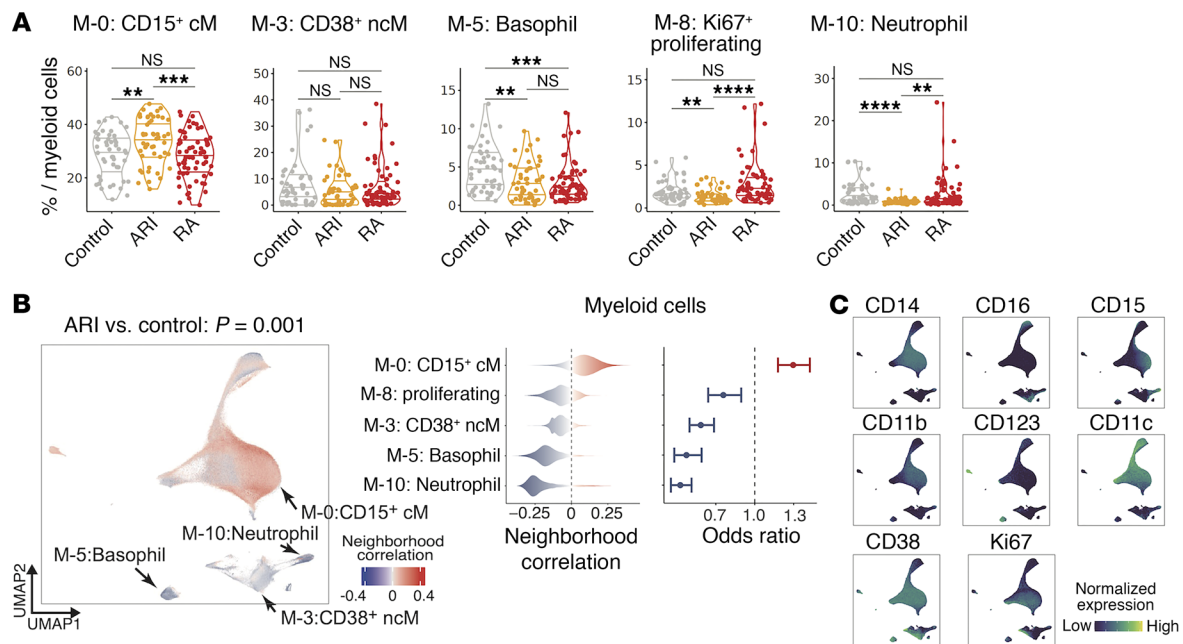 A
M-0: CD15⁺ cM
M-3: CD38⁺ ncM
M-5: Basophil
M-8: Ki67⁺
proliferating
M-10: Neutrophil
% / myeloid cells
60
40
20
NS
**
***
Control
ARI
RA
50
40
30
20
10
0
NS
NS
NS
Control
ARI
RA
15
10
5
0
***
**
NS
Control
ARI
RA
15
10
5
0
NS
**
****
Control
ARI
RA
30
20
10
0
NS
****
**
Control
ARI
RA
B
ARI vs. control: P = 0.001
M-0:CD15⁺ cM
M-10:Neutrophil
M-5:Basophil
M-3:CD38⁺ ncM
Neighborhood
correlation
-0.4
0
0.4
UMAP2
UMAP1
Myeloid cells
M-0: CD15⁺ cM
M-8: proliferating
M-3: CD38⁺ ncM
M-5: Basophil
M-10: Neutrophil
−0.25
0
0.25
Neighborhood
correlation
0.7
1.0
1.3
Odds ratio
C
CD14
CD16
CD15
CD11b
CD123
CD11c
CD38
Ki67
Normalized
expression
Low
High